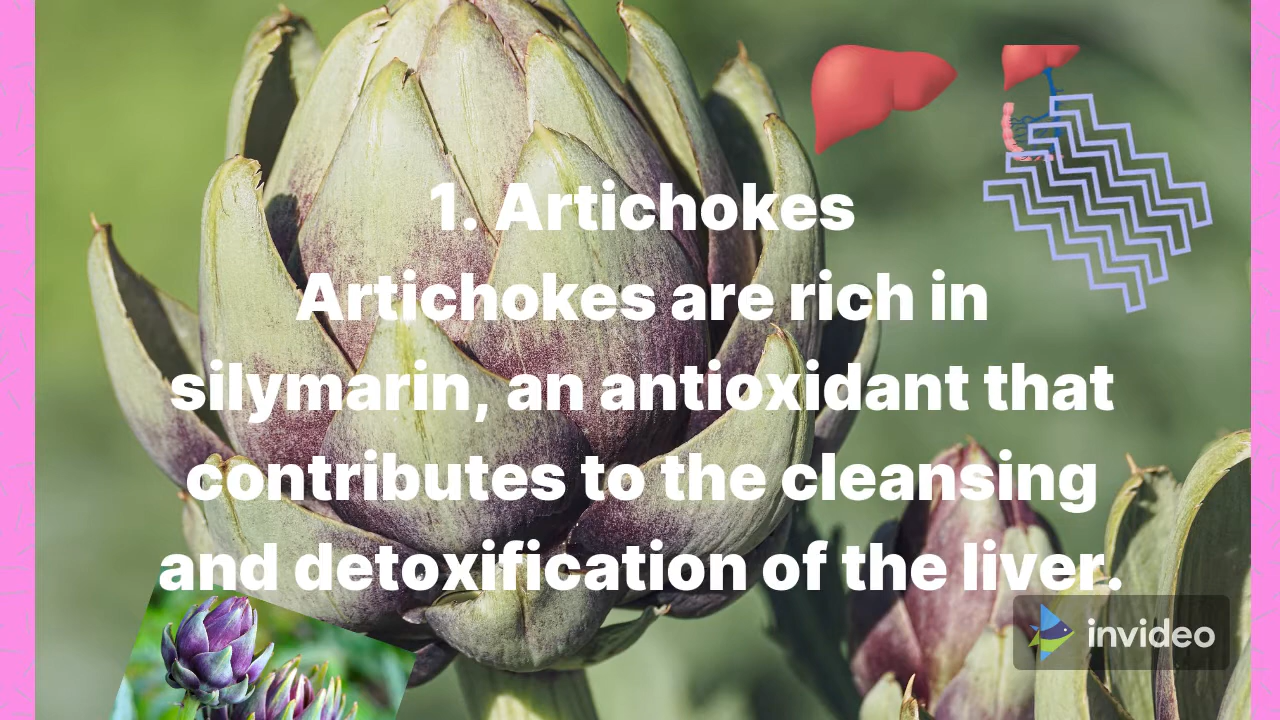 1. Artichokes
Artichokes are rich in
silymarin, an antioxidant that
contributes to the cleansing
and detoxification of the liver.
invideo